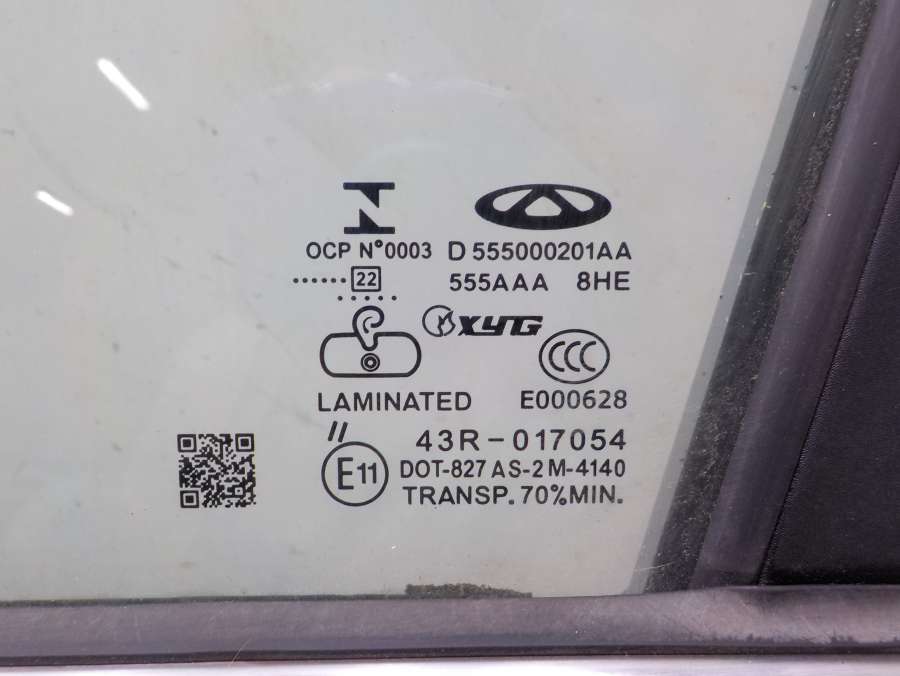 OCP N°0003
D 555000201AA
22
555AAA 8HE
XYG
CCC
LAMINATED
E000628
//
43R-017054
E11
DOT-827 AS-2 M-4140
TRANSP. 70%MIN.